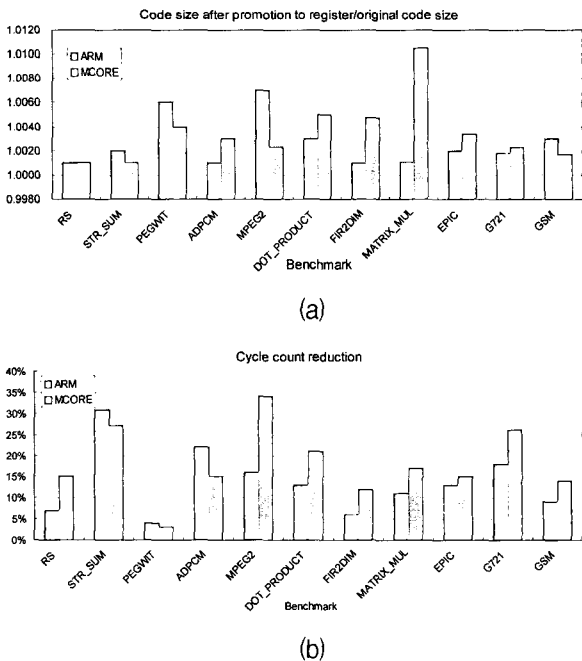 Code size after promotion to register/original code size
1.0120
1.0100
1.0080
1.0060
1.0040
1.0020
1.0000
0.9980
ARM
MCORE
RS
STR_SUM
PEGWIT
ADPCM
MPEG2
DOT_PRODUCT
FIR2DIM
MATRIX_MUL
EPIC
G721
GSM
Benchmark
(a)
Cycle count reduction
40%
35%
30%
25%
20%
15%
10%
5%
0%
ARM
MCORE
RS
STR_SUM
PEGWIT
ADPCM
MPEG2
DOT_PRODUCT
FIR2DIM
MATRIX_MUL
EPIC
G721
GSM
Benchmark
(b)